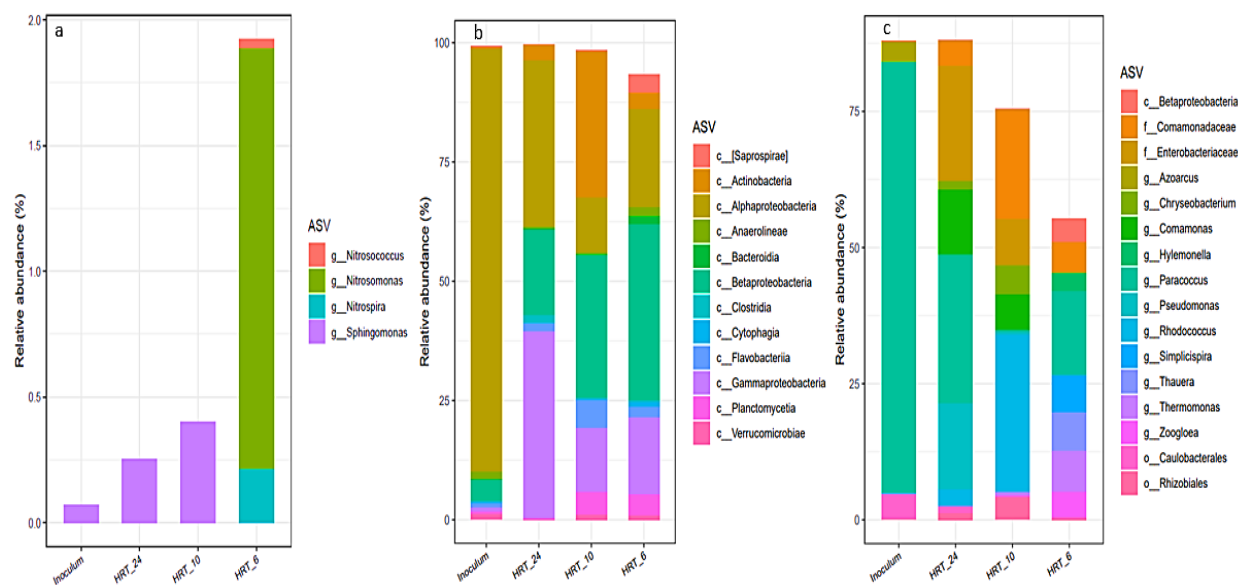 a
Relative abundance (%)
2.0
1.5
1.0
0.5
0.0
Inoculum
HRT_24
HRT_10
HRT_6
ASV
g__Nitrosococcus
g__Nitrosomonas
g__Nitrospira
g__Sphingomonas
b
Relative abundance (%)
100
75
50
25
0
Inoculum
HRT_24
HRT_10
HRT_6
ASV
c__[Saprospirae]
c__Actinobacteria
c__Alphaproteobacteria
c__Anaerolineae
c__Bacteroidia
c__Betaproteobacteria
c__Clostridia
c__Cytophagia
c__Flavobacteriia
c__Gammaproteobacteria
c__Planctomycetia
c__Verrucomicrobiae
c
Relative abundance (%)
75
50
25
0
Inoculum
HRT_24
HRT_10
HRT_6
ASV
c__Betaproteobacteria
f__Comamonadaceae
f__Enterobacteriaceae
g__Azoarcus
g__Chryseobacterium
g__Comamonas
g__Hylemonella
g__Paracoccus
g__Pseudomonas
g__Rhodococcus
g__Simplicispira
g__Thauera
g__Thermomonas
g__Zoogloea
o__Caulobacterales
o__Rhizobiales